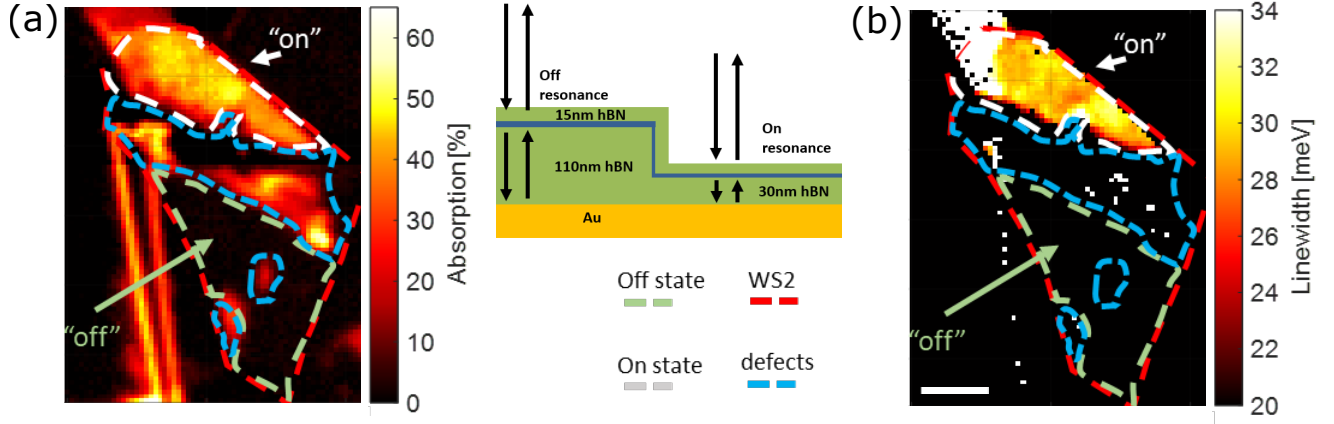 (a)
"on"
"off"
60
50
40
30
20
10
0
Absorption [%]
Off
resonance
15nm hBN
110nm hBN
On
resonance
30nm hBN
Au
Off state
WS2
On state
defects
(b)
"on"
"off"
34
32
30
28
26
24
22
20
Linewidth [meV]